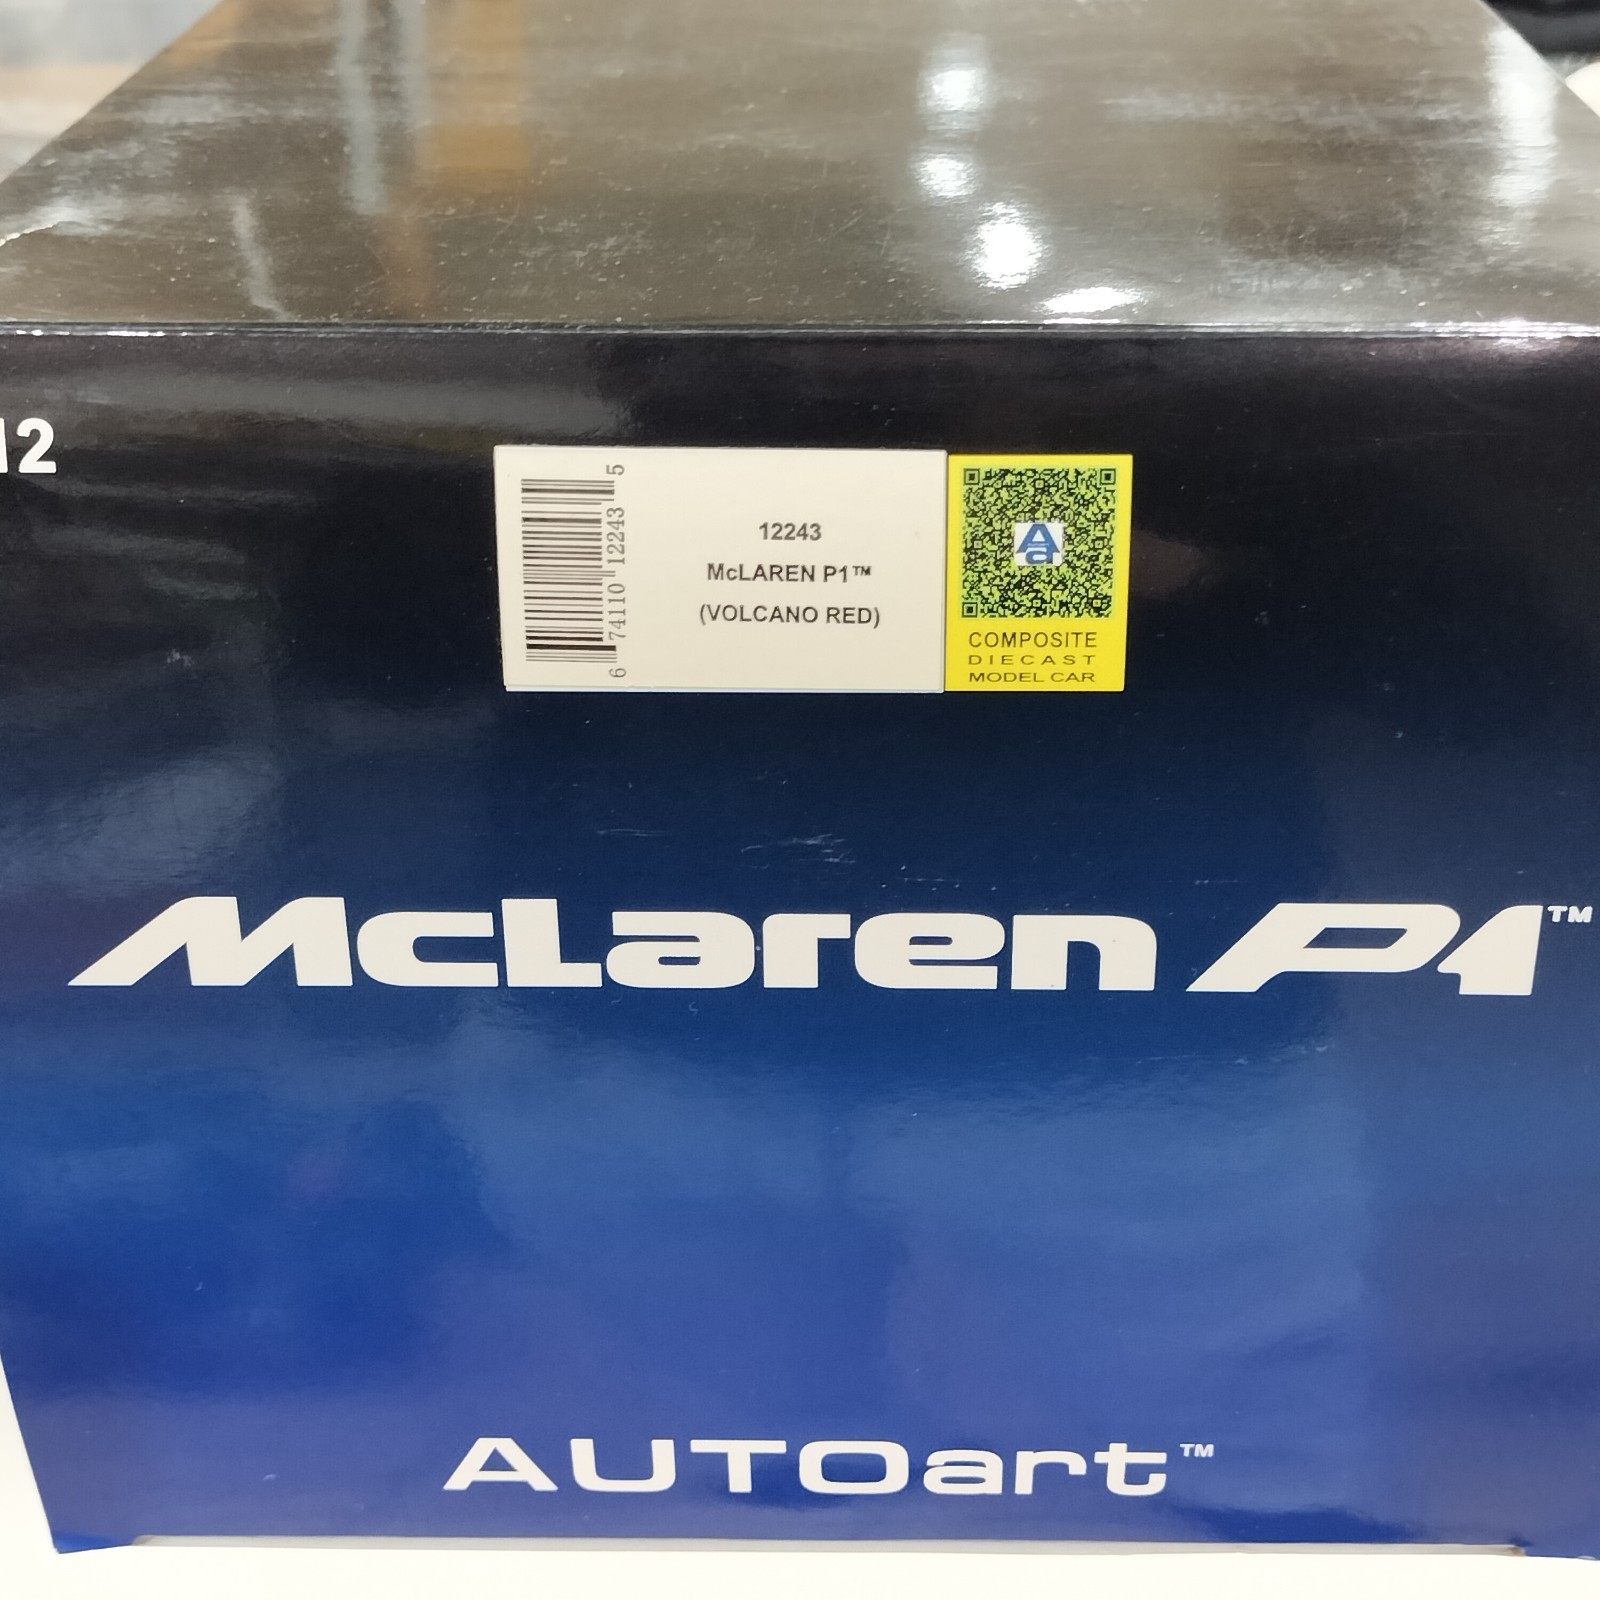 12
12243
McLAREN P1™
(VOLCANO RED)
6 74110 12243 5
COMPOSITE
DIECAST
MODEL CAR
McLaren P1™
AUTOart™